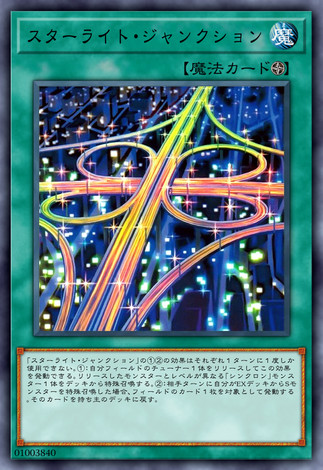 スターライト・ジャンクション
魔
【魔法カード】
「スターライト・ジャンクション」の①②の効果はそれぞれ1ターンに1度しか
使用できない。①:自分フィールドのチューナー1体をリリースしてこの効果
を発動できる。リリースしたモンスターとレベルが異なる「シンクロン」モンス
ター1体をデッキから特殊召喚する。②:相手ターンに自分がEXデッキからSモ
ンスターを特殊召喚した場合、フィールドのカード1枚を対象として発動する
。そのカードを持ち主のデッキに戻す。
01003840